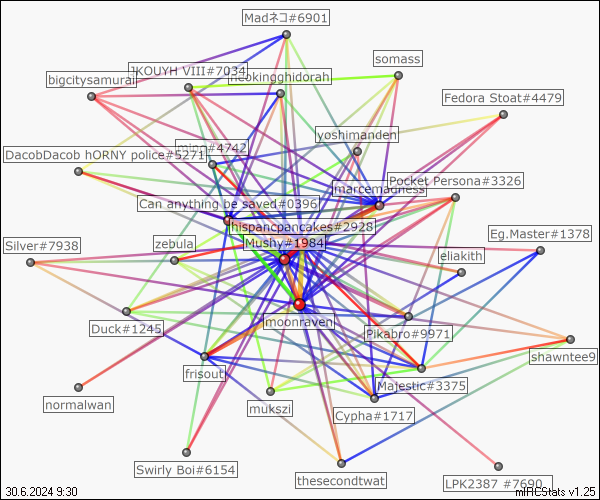 Madネコ#6901
somass
JKOUYH VIII#7034
neokingghidorah
bigcitysamurai
Fedora Stoat#4479
yoshimanden
mino#4742
DacobDacob hORNY police#5271
Pocket Persona#3326
marcemagness
Can anything be saved#0396
hispancpancakes#2928
Eg.Master#1378
Silver#7938
zebula
Mushy#1984
eliakith
moonraven
Duck#1245
Pikabro#9971
shawntee9
frisout
Majestic#3375
normalwan
mukszi
Cypha#1717
Swirly Boi#6154
thesecondtwat
LPK2387 #7690
30.6.2024 9:30
mIRCStats v1.25